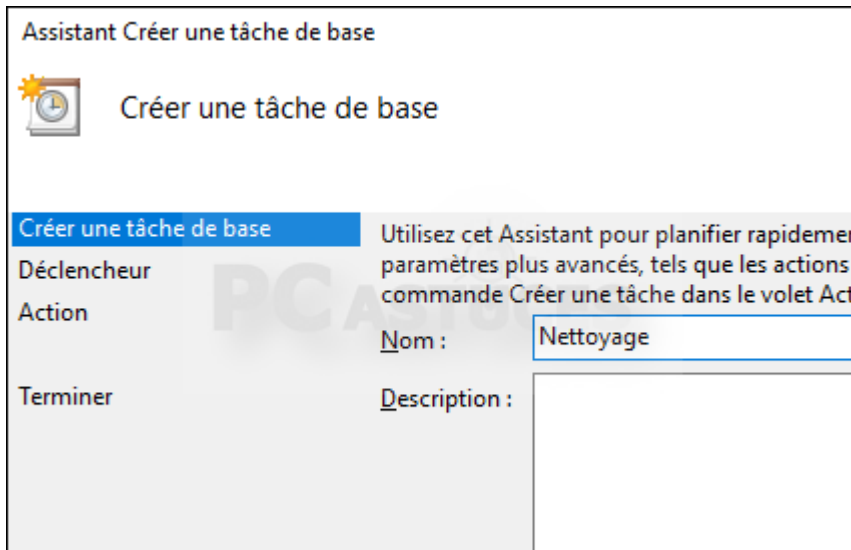 Assistant Créer une tâche de base
Créer une tâche de base
Créer une tâche de base
Déclencheur
Action
Terminer
Utilisez cet Assistant pour planifier
paramètres plus avancés, tels que les actions
commande Créer une tâche dans le volet
Nom :
Nettoyage
Description :
PC ASTUCES